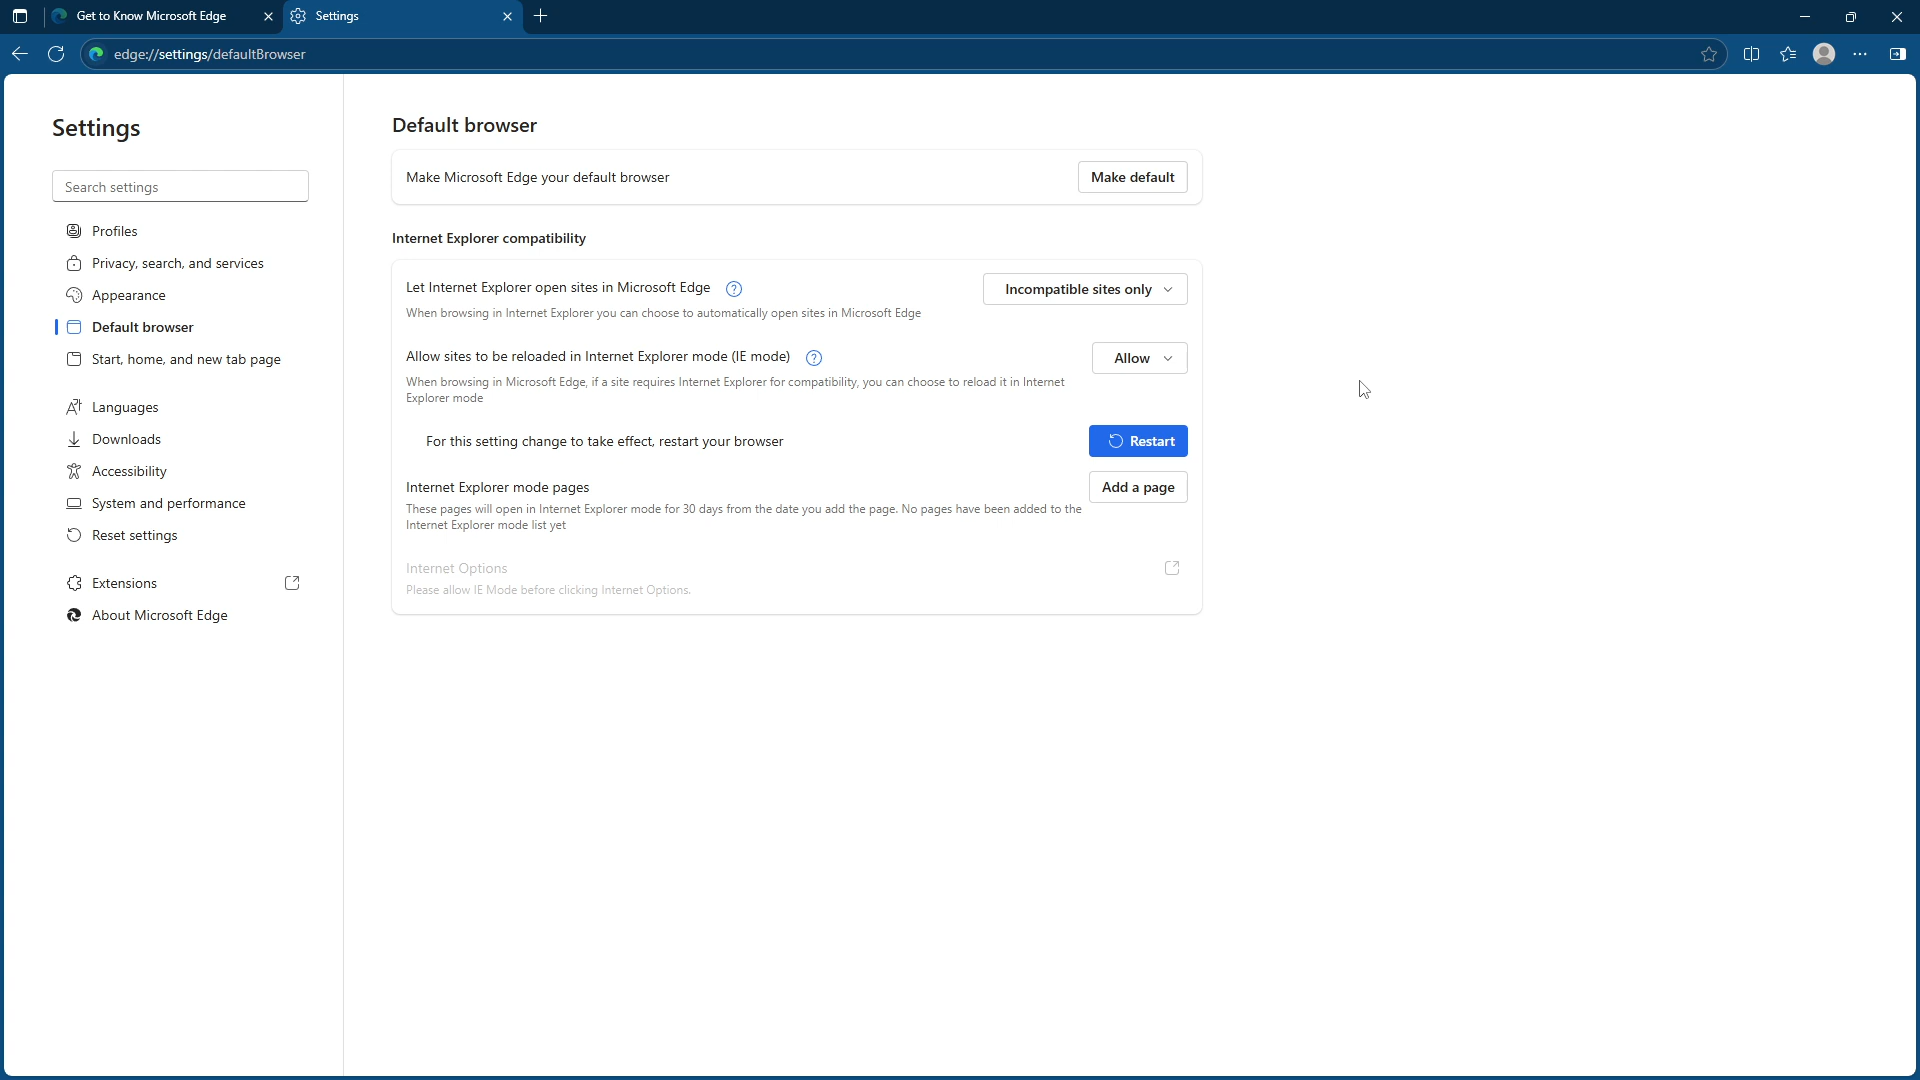 Get to Know Microsoft Edge
Settings
edge://settings/defaultBrowser
Settings
Search settings
Profiles
Privacy, search, and services
Appearance
Default browser
Start, home, and new tab page
Languages
Downloads
Accessibility
System and performance
Reset settings
Extensions
About Microsoft Edge
Default browser
Make Microsoft Edge your default browser
Make default
Internet Explorer compatibility
Let Internet Explorer open sites in Microsoft Edge
Incompatible sites only
When browsing in Internet Explorer you can choose to automatically open sites in Microsoft Edge
Allow sites to be reloaded in Internet Explorer mode (IE mode)
Allow
When browsing in Microsoft Edge, if a site requires Internet Explorer for compatibility, you can choose to reload it in Internet
Explorer mode
For this setting change to take effect, restart your browser
Restart
Internet Explorer mode pages
Add a page
These pages will open in Internet Explorer mode for 30 days from the date you add the page. No pages have been added to the
Internet Explorer mode list yet
Internet Options
Please allow IE Mode before clicking Internet Options.